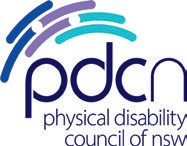 pdcn
physical disability
council of nsw